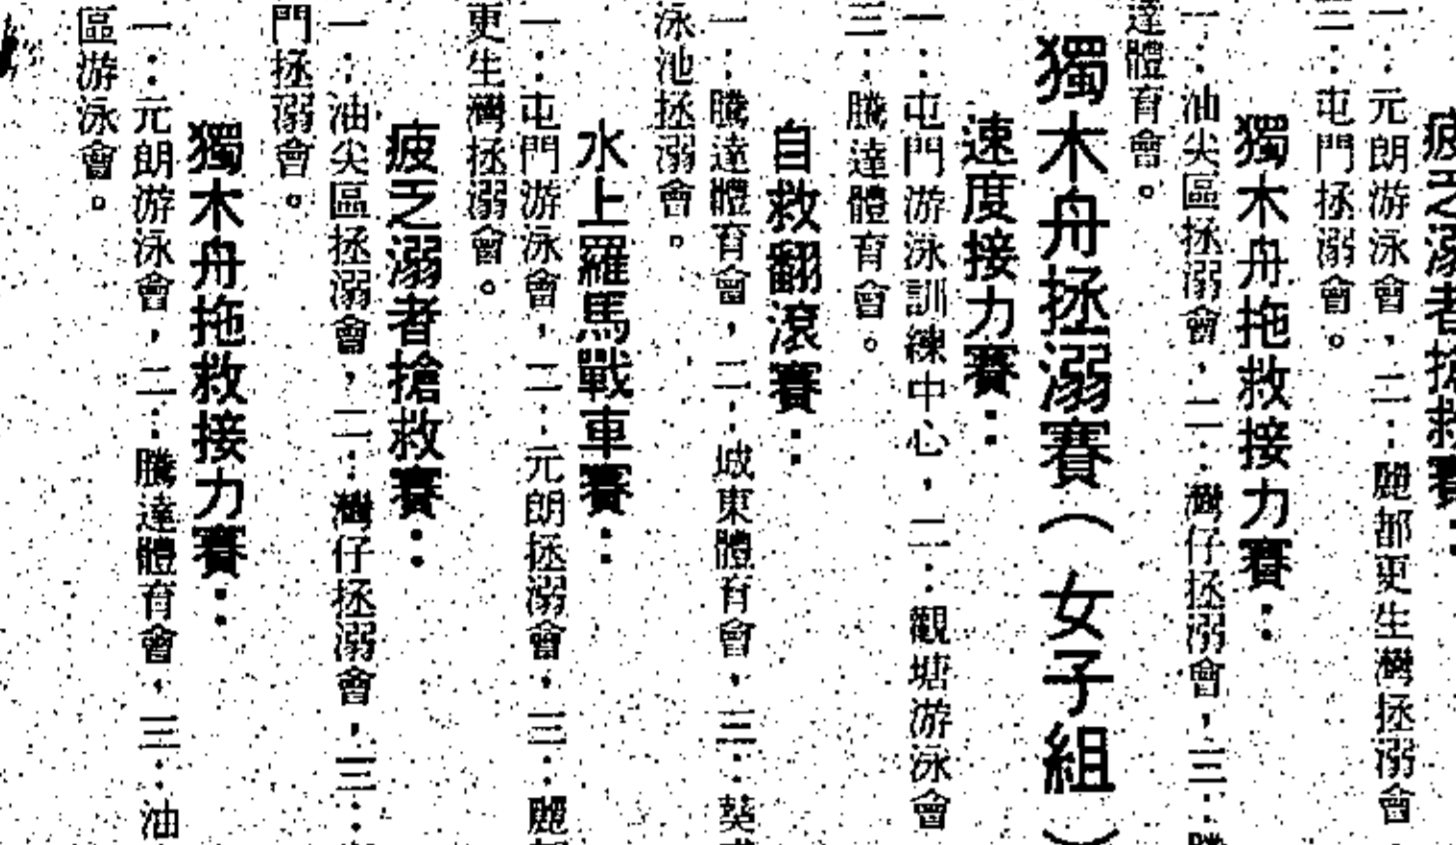 疲乏溺者搶救賽：
一：元朗游泳會，二：麗都更生灣拯溺會，
三：屯門拯溺會。
獨木舟拖救接力賽：
一：油尖區拯溺會，二：灣仔拯溺會，三：騰
達體育會。
獨木舟拯溺賽（女子組）
速度接力賽：
一：屯門游泳訓練中心，二：觀塘游泳會
三：騰達體育會。
自救翻滾賽：
一：騰達體育會，二：城東體育會，三：葵
泳池拯溺會。
水上羅馬戰車賽：
一：屯門游泳會，二：元朗拯溺會，三：麗都
更生灣拯溺會。
疲乏溺者搶救賽：
一：油尖區拯溺會，二：灣仔拯溺會，三：
門拯溺會。
獨木舟拖救接力賽：
一：元朗游泳會，二：騰達體育會，三：油
區游泳會。